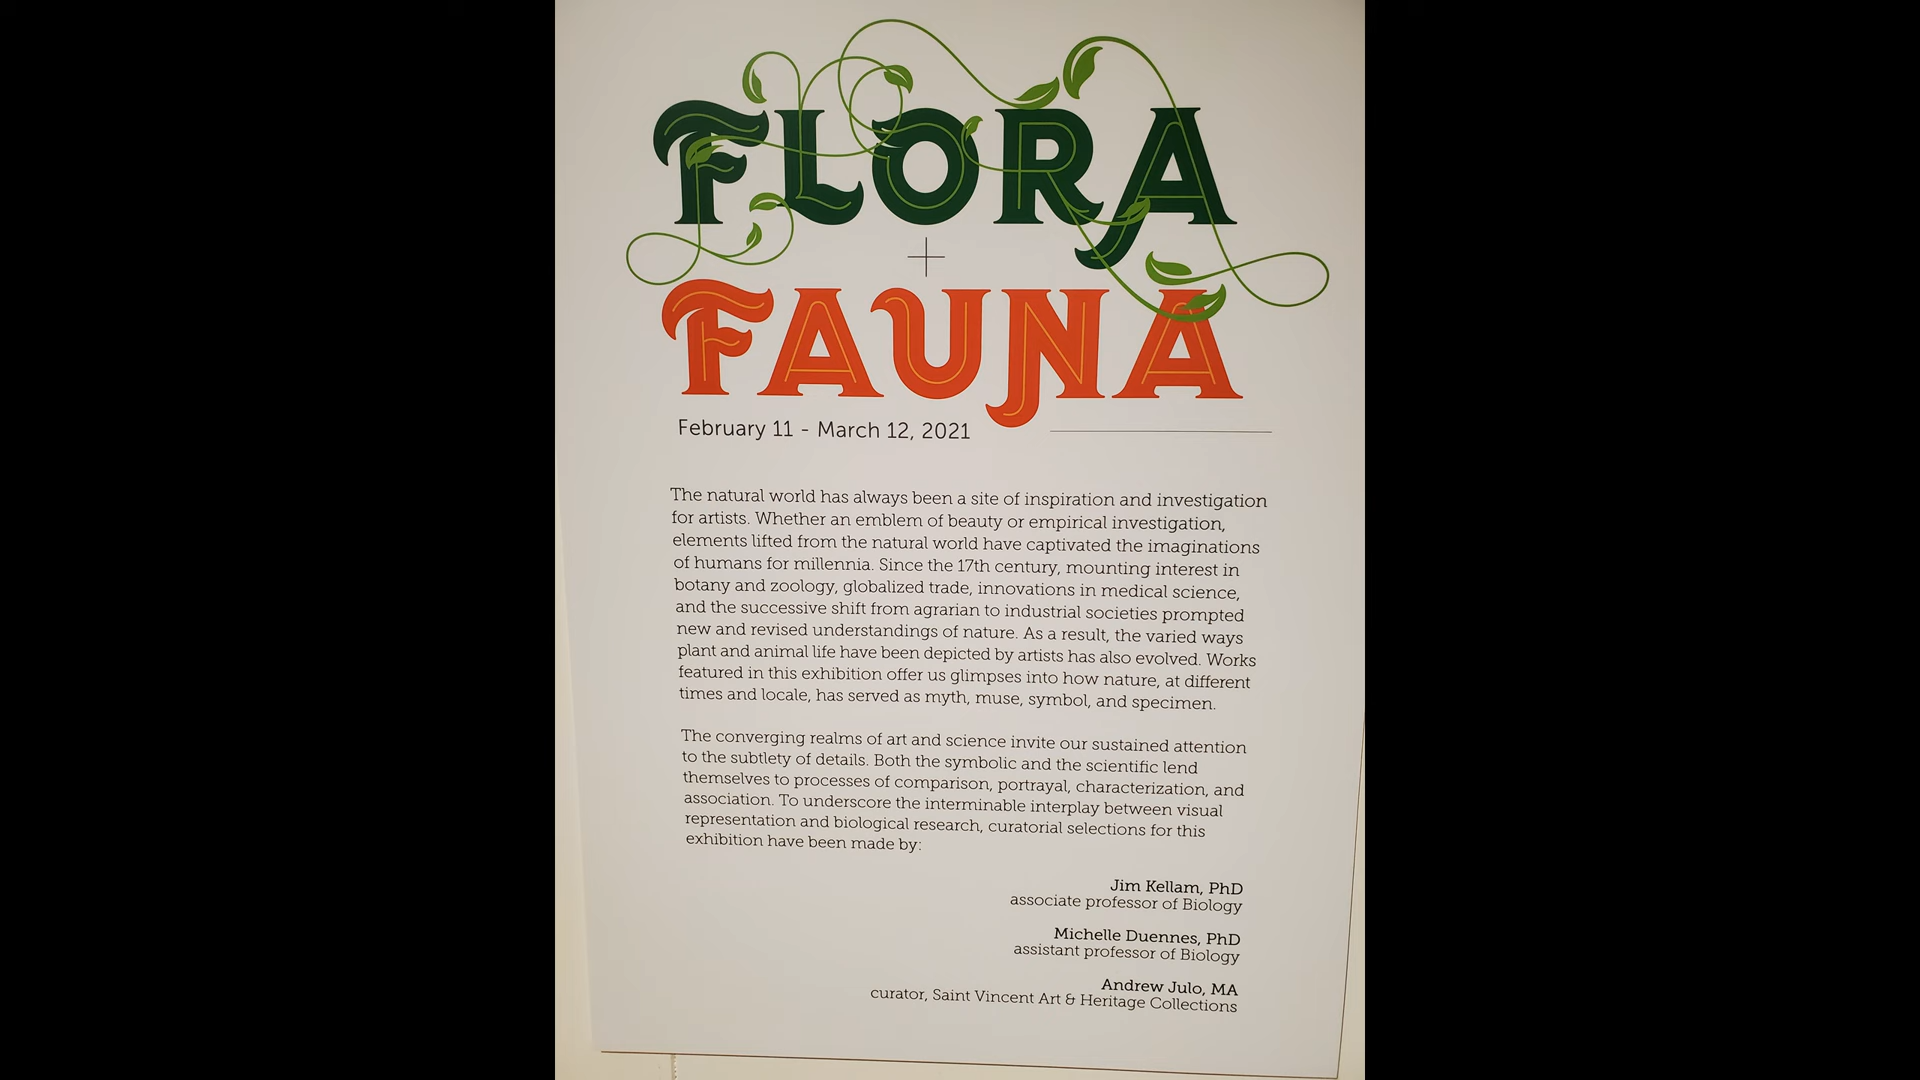 FLORA
+
FAUNA
February 11 - March 12, 2021
The natural world has always been a site of inspiration and investigation
for artists. Whether an emblem of beauty or empirical investigation,
elements lifted from the natural world have captivated the imaginations
of humans for millennia. Since the 17th century, mounting interest in
botany and zoology, globalized trade, innovations in medical science,
and the successive shift from agrarian to industrial societies prompted
new and revised understandings of nature. As a result, the varied ways
plant and animal life have been depicted by artists has also evolved. Works
featured in this exhibition offer us glimpses into how nature, at different
times and locale, has served as myth, muse, symbol, and specimen.
The converging realms of art and science invite our sustained attention
to the subtlety of details. Both the symbolic and the scientific lend
themselves to processes of comparison, portrayal, characterization, and
association. To underscore the interminable interplay between visual
representation and biological research, curatorial selections for this
exhibition have been made by:
Jim Kellam, PhD
associate professor of Biology
Michelle Duennes, PhD
assistant professor of Biology
Andrew Julo, MA
curator, Saint Vincent Art & Heritage Collections